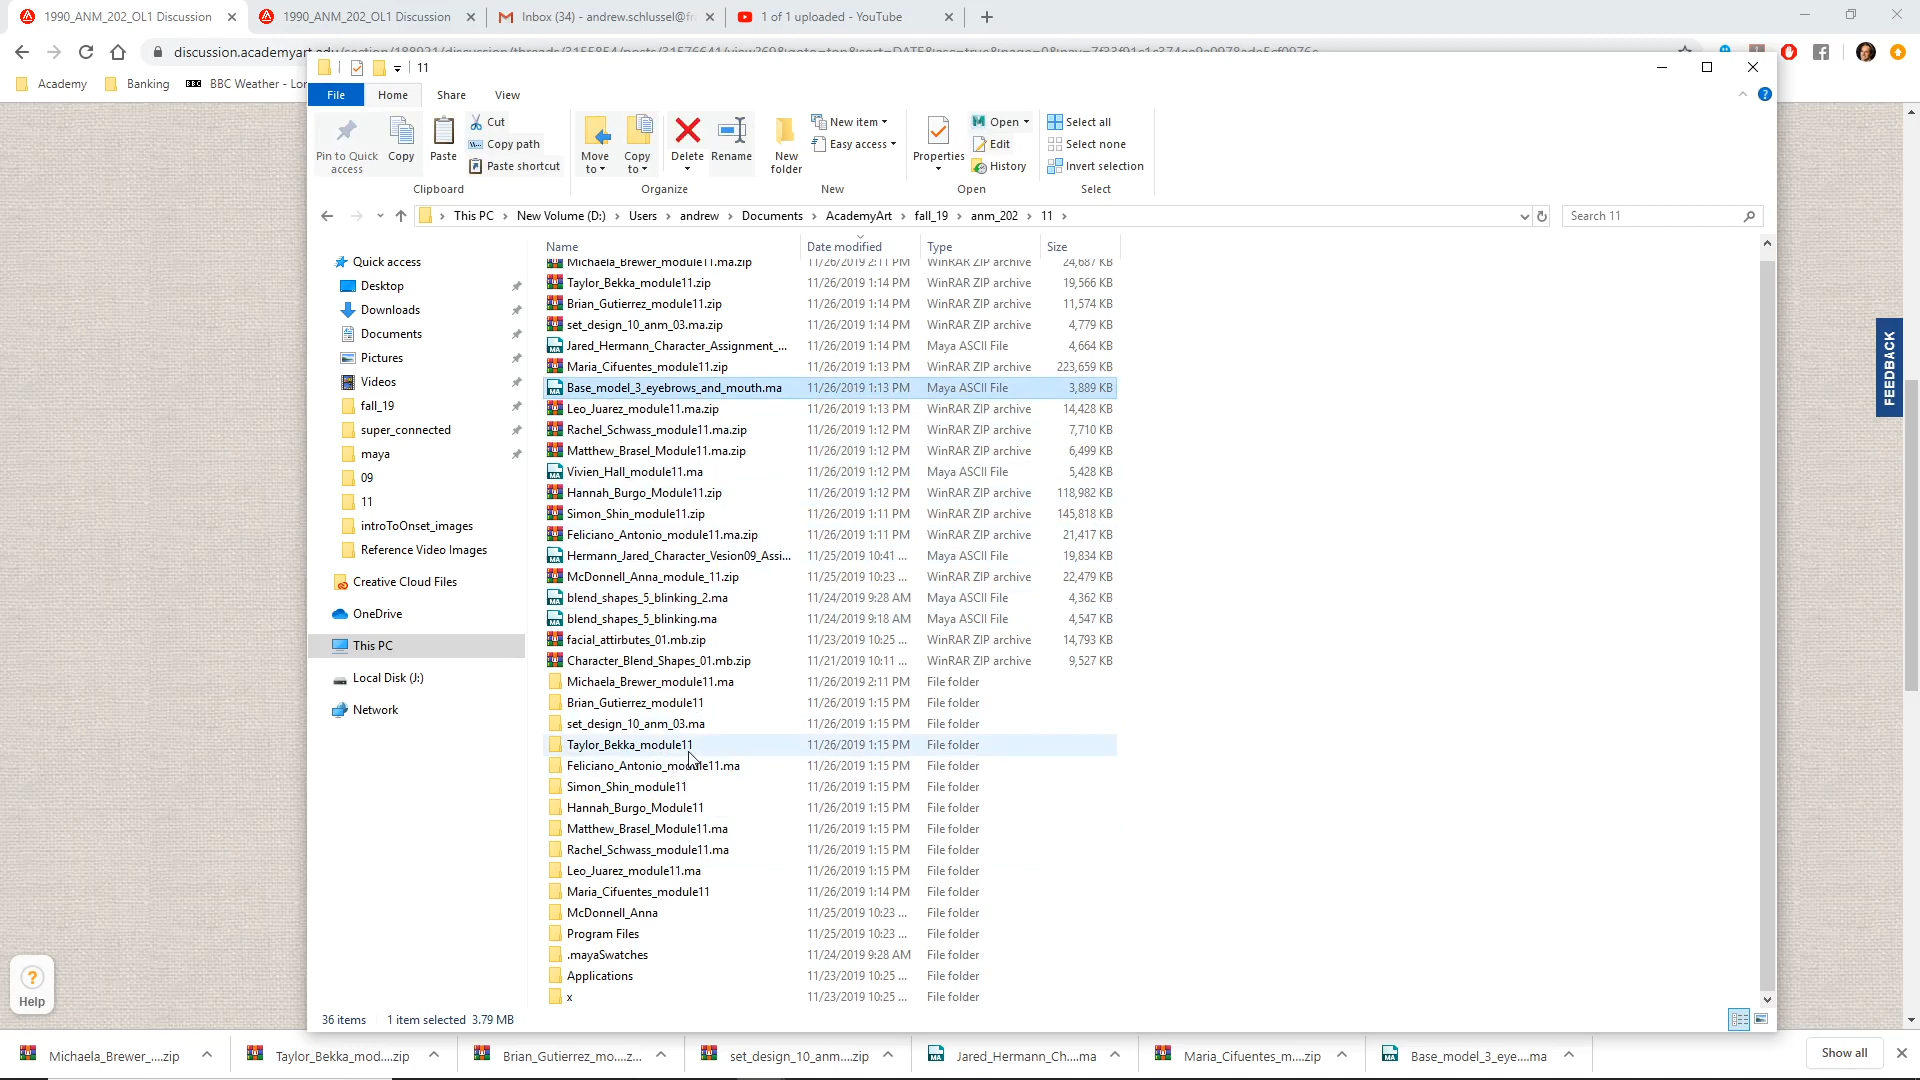 1990_ANM_202_OL1 Discussion
1990_ANM_202_OL1 Discussion
Inbox (34) - andrew.schlussel@fr
1 of 1 uploaded - YouTube
Academy
Banking
BBC Weather - Lor
11
File
Home
Share
View
Pin to Quick access
Copy
Paste
Cut
Copy path
Paste shortcut
Clipboard
Move to
Copy to
Delete
Rename
Organize
New folder
New item
Easy access
New
Properties
Open
Edit
History
Open
Select all
Select none
Invert selection
Select
This PC > New Volume (D:) > Users > andrew > Documents > AcademyArt > fall_19 > anm_202 > 11 >
Search 11
Quick access
Desktop
Downloads
Documents
Pictures
Videos
fall_19
super_connected
maya
09
11
introToOnset_images
Reference Video Images
Creative Cloud Files
OneDrive
This PC
Local Disk (J:)
Network
Name Date modified Type Size
Michaela_Brewer_module11.ma.zip 11/26/2019 2:11 PM WinRAR ZIP archive 24,687 KB
Taylor_Bekka_module11.zip 11/26/2019 1:14 PM WinRAR ZIP archive 19,566 KB
Brian_Gutierrez_module11.zip 11/26/2019 1:14 PM WinRAR ZIP archive 11,574 KB
set_design_10_anm_03.ma.zip 11/26/2019 1:14 PM WinRAR ZIP archive 4,779 KB
Jared_Hermann_Character_Assignment_... 11/26/2019 1:14 PM Maya ASCII File 4,664 KB
Maria_Cifuentes_module11.zip 11/26/2019 1:13 PM WinRAR ZIP archive 223,659 KB
Base_model_3_eyebrows_and_mouth.ma 11/26/2019 1:13 PM Maya ASCII File 3,889 KB
Leo_Juarez_module11.ma.zip 11/26/2019 1:13 PM WinRAR ZIP archive 14,428 KB
Rachel_Schwass_module11.ma.zip 11/26/2019 1:12 PM WinRAR ZIP archive 7,710 KB
Matthew_Brasel_Module11.ma.zip 11/26/2019 1:12 PM WinRAR ZIP archive 6,499 KB
Vivien_Hall_module11.ma 11/26/2019 1:12 PM Maya ASCII File 5,428 KB
Hannah_Burgo_Module11.zip 11/26/2019 1:12 PM WinRAR ZIP archive 118,982 KB
Simon_Shin_module11.zip 11/26/2019 1:11 PM WinRAR ZIP archive 145,818 KB
Feliciano_Antonio_module11.ma.zip 11/26/2019 1:11 PM WinRAR ZIP archive 21,417 KB
Hermann_Jared_Character_Vesion09_Assi... 11/25/2019 10:41 ... Maya ASCII File 19,834 KB
McDonnell_Anna_module_11.zip 11/25/2019 10:23 ... WinRAR ZIP archive 22,479 KB
blend_shapes_5_blinking_2.ma 11/24/2019 9:28 AM Maya ASCII File 4,362 KB
blend_shapes_5_blinking.ma 11/24/2019 9:18 AM Maya ASCII File 4,547 KB
facial_attirbutes_01.mb.zip 11/23/2019 10:25 ... WinRAR ZIP archive 14,793 KB
Character_Blend_Shapes_01.mb.zip 11/21/2019 10:11 ... WinRAR ZIP archive 9,527 KB
Michaela_Brewer_module11.ma 11/26/2019 2:11 PM File folder
Brian_Gutierrez_module11 11/26/2019 1:15 PM File folder
set_design_10_anm_03.ma 11/26/2019 1:15 PM File folder
Taylor_Bekka_module11 11/26/2019 1:15 PM File folder
Feliciano_Antonio_module11.ma 11/26/2019 1:15 PM File folder
Simon_Shin_module11 11/26/2019 1:15 PM File folder
Hannah_Burgo_Module11 11/26/2019 1:15 PM File folder
Matthew_Brasel_Module11.ma 11/26/2019 1:15 PM File folder
Rachel_Schwass_module11.ma 11/26/2019 1:15 PM File folder
Leo_Juarez_module11.ma 11/26/2019 1:15 PM File folder
Maria_Cifuentes_module11 11/26/2019 1:14 PM File folder
McDonnell_Anna 11/25/2019 10:23 ... File folder
Program Files 11/25/2019 10:23 ... File folder
.mayaSwatches 11/24/2019 9:28 AM File folder
Applications 11/23/2019 10:25 ... File folder
x 11/23/2019 10:25 ... File folder
36 items 1 item selected 3.79 MB
FEEDBACK
Help
Michaela_Brewer_....zip
Taylor_Bekka_mod....zip
Brian_Gutierrez_mo....z...
set_design_10_anm....zip
Jared_Hermann_Ch....ma
Maria_Cifuentes_m....zip
Base_model_3_eye....ma
Show all